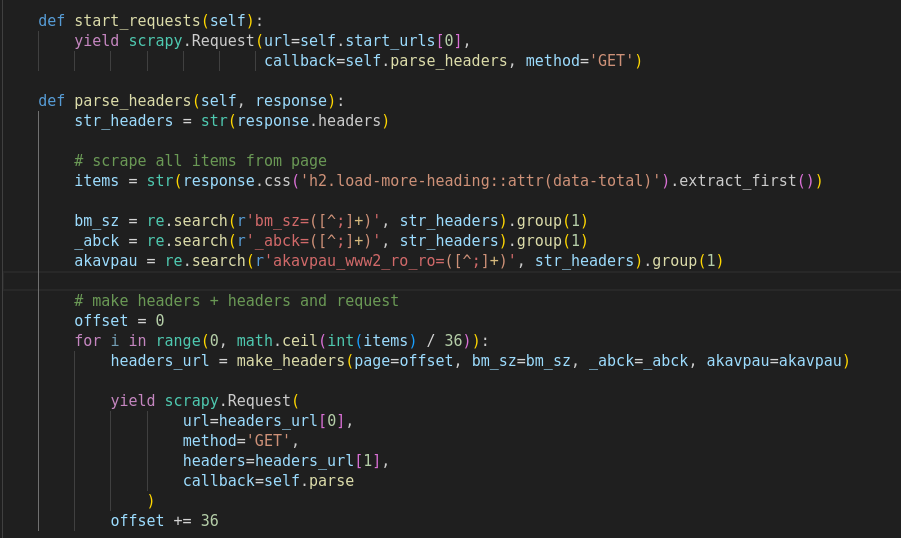 def start_requests(self):
yield scrapy.Request(url=self.start_urls[0],
callback=self.parse_headers, method='GET')
def parse_headers(self, response):
str_headers = str(response.headers)
# scrape all items from page
items = str(response.css('h2.load-more-heading::attr(data-total)').extract_first())
bm_sz = re.search(r'bm_sz=([^;]+)', str_headers).group(1)
_abck = re.search(r'_abck=([^;]+)', str_headers).group(1)
akavpau = re.search(r'akavpau_www2_ro_ro=([^;]+)', str_headers).group(1)
# make headers + headers and request
offset = 0
for i in range(0, math.ceil(int(items) / 36)):
headers_url = make_headers(page=offset, bm_sz=bm_sz, _abck=_abck, akavpau=akavpau)
yield scrapy.Request(
url=headers_url[0],
method='GET',
headers=headers_url[1],
callback=self.parse
)
offset += 36